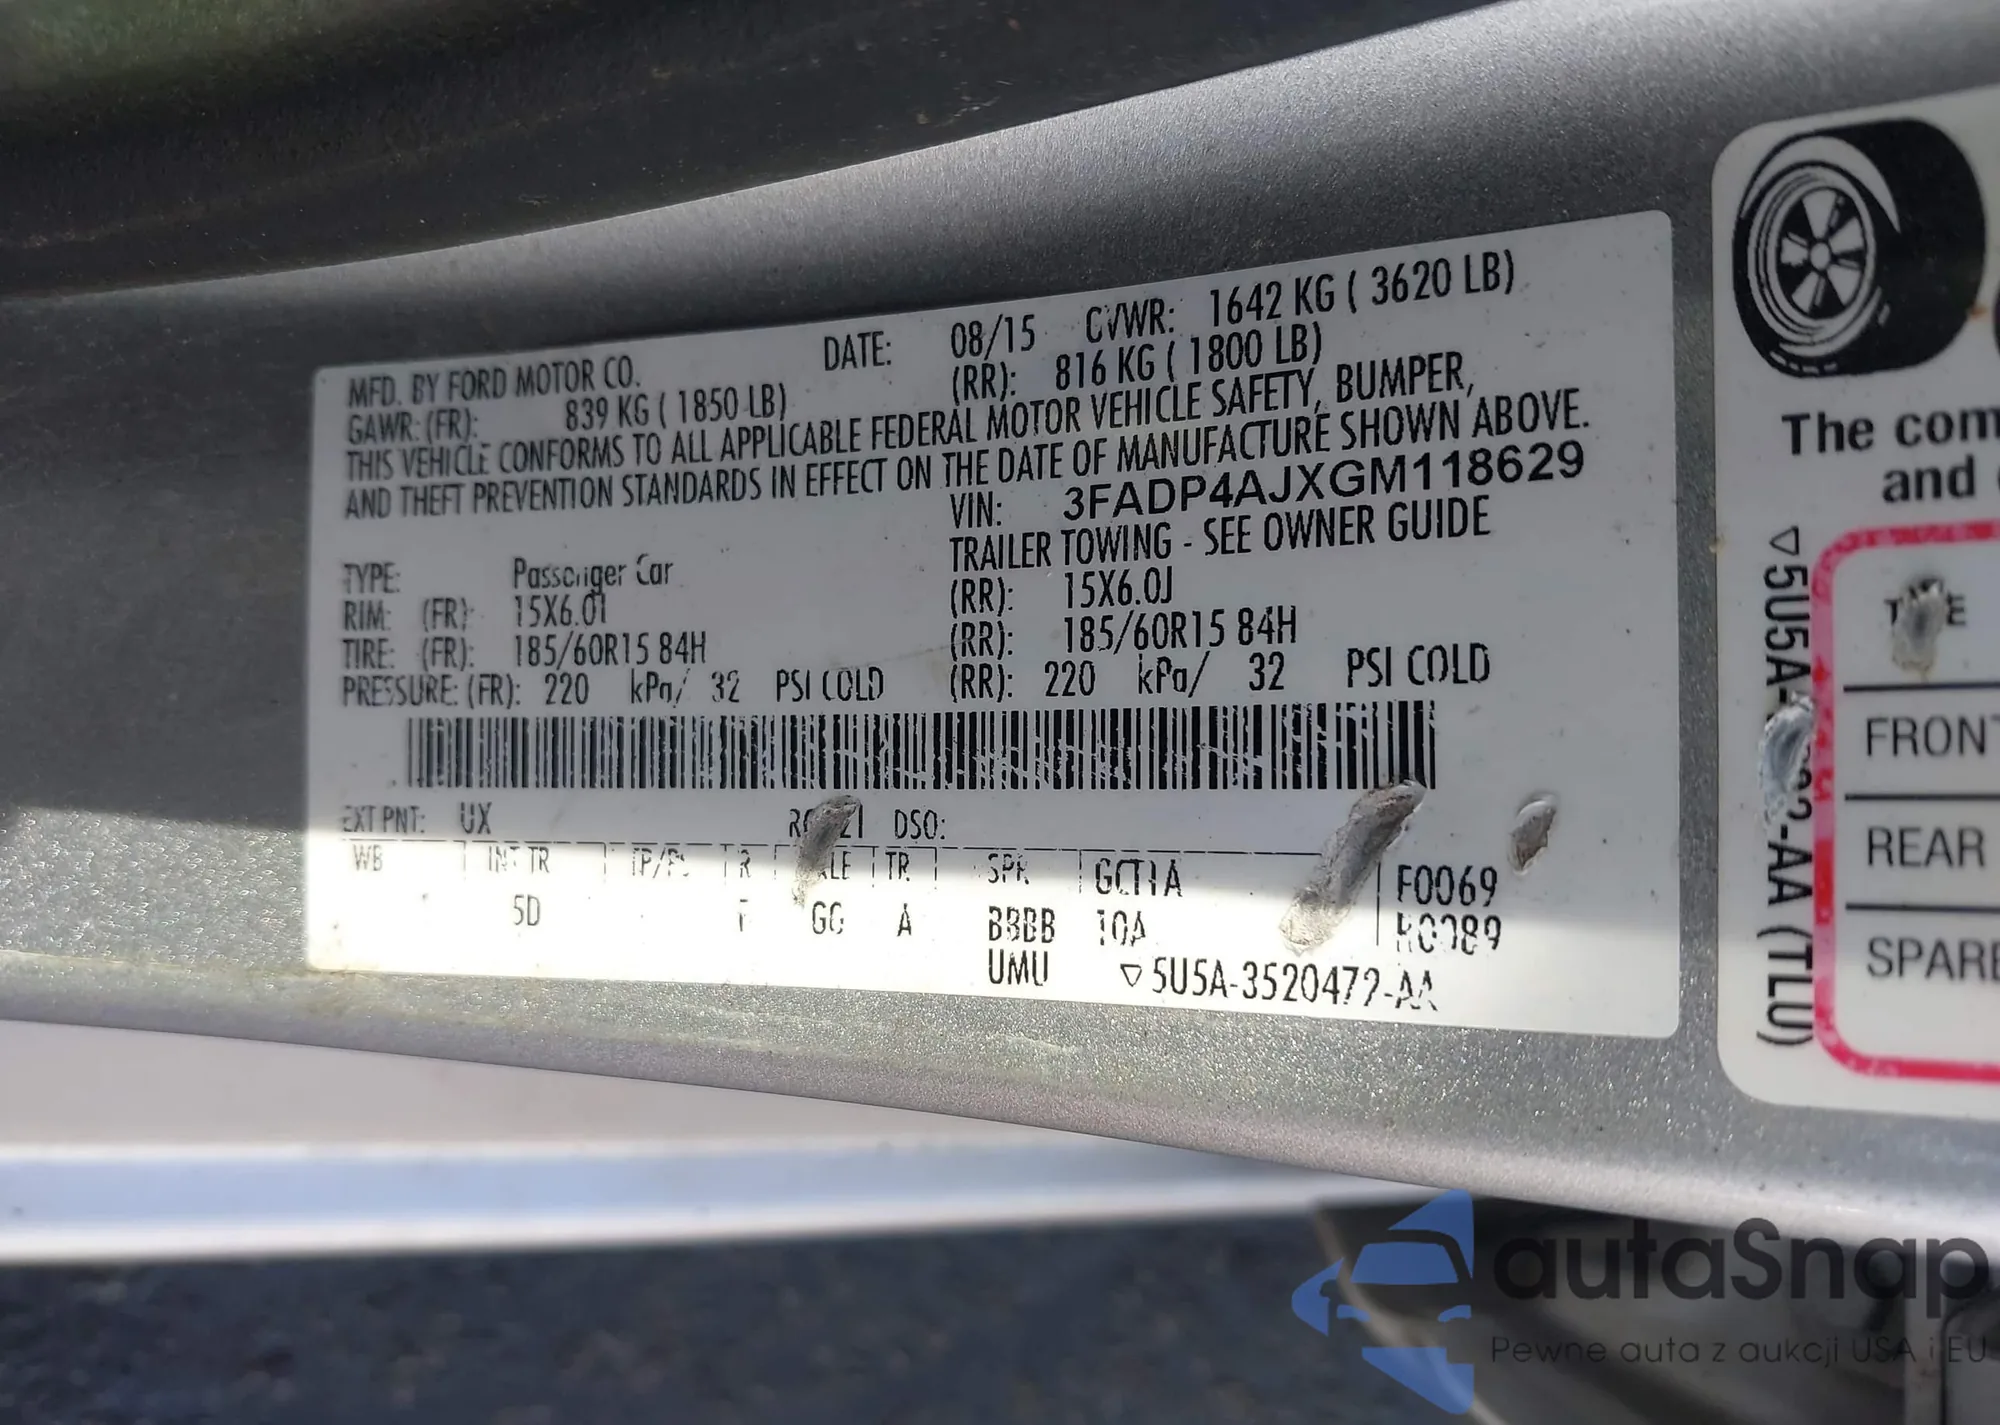 MFD. BY FORD MOTOR CO. DATE: 08/15 GVWR: 1642 KG ( 3620 LB)
GAWR: (FR): 839 KG ( 1850 LB) (RR): 816 KG ( 1800 LB)
THIS VEHICLE CONFORMS TO ALL APPLICABLE FEDERAL MOTOR VEHICLE SAFETY, BUMPER,
AND THEFT PREVENTION STANDARDS IN EFFECT ON THE DATE OF MANUFACTURE SHOWN ABOVE.
VIN: 3FADP4AJXGM118629
TRAILER TOWING - SEE OWNER GUIDE
TYPE: Passenger Car
RIM: (FR): 15X6.0J (RR): 15X6.0J
TIRE: (FR): 185/60R15 84H (RR): 185/60R15 84H
PRESSURE: (FR): 220 kPa/ 32 PSI COLD (RR): 220 kPa/ 32 PSI COLD
EXT PNT: UX DSO:
WB INT TR TP/PS R TR SPR F0069
5D GG A BBBB 10A R0089
UMU ▽5U5A-3520472-AA
The com
and
FRONT
REAR
SPARE
autaSnap
Pewne auta z aukcji USA i EU